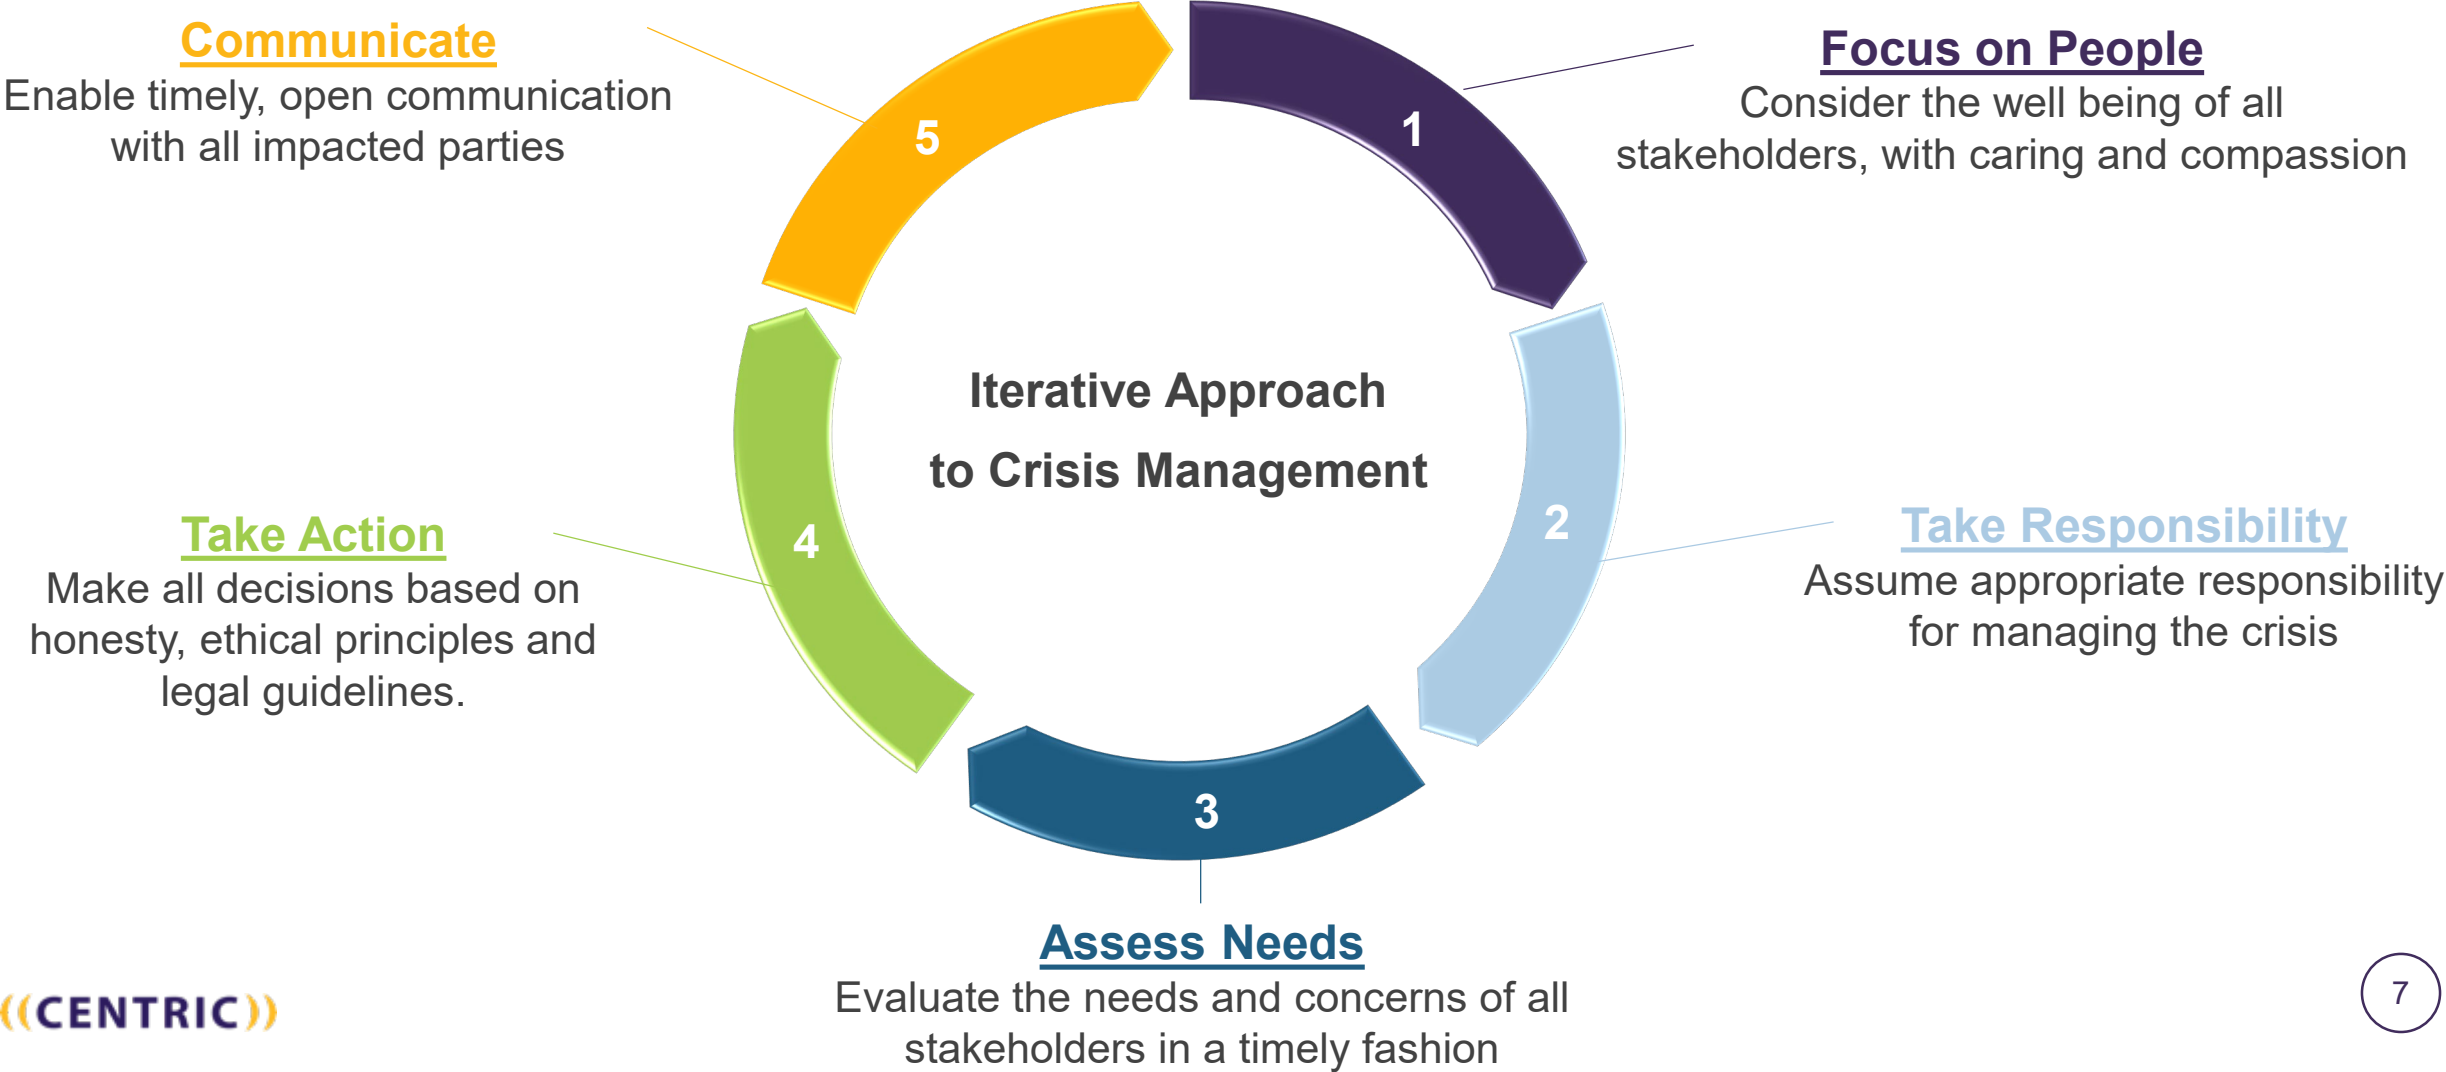 Communicate
Enable timely, open communication
with all impacted parties
5
1
Focus on People
Consider the well being of all
stakeholders, with caring and compassion
Iterative Approach
to Crisis Management
Take Action
Make all decisions based on
honesty, ethical principles and
legal guidelines.
4
2
Take Responsibility
Assume appropriate responsibility
for managing the crisis
3
Assess Needs
Evaluate the needs and concerns of all
stakeholders in a timely fashion
((CENTRIC))
7